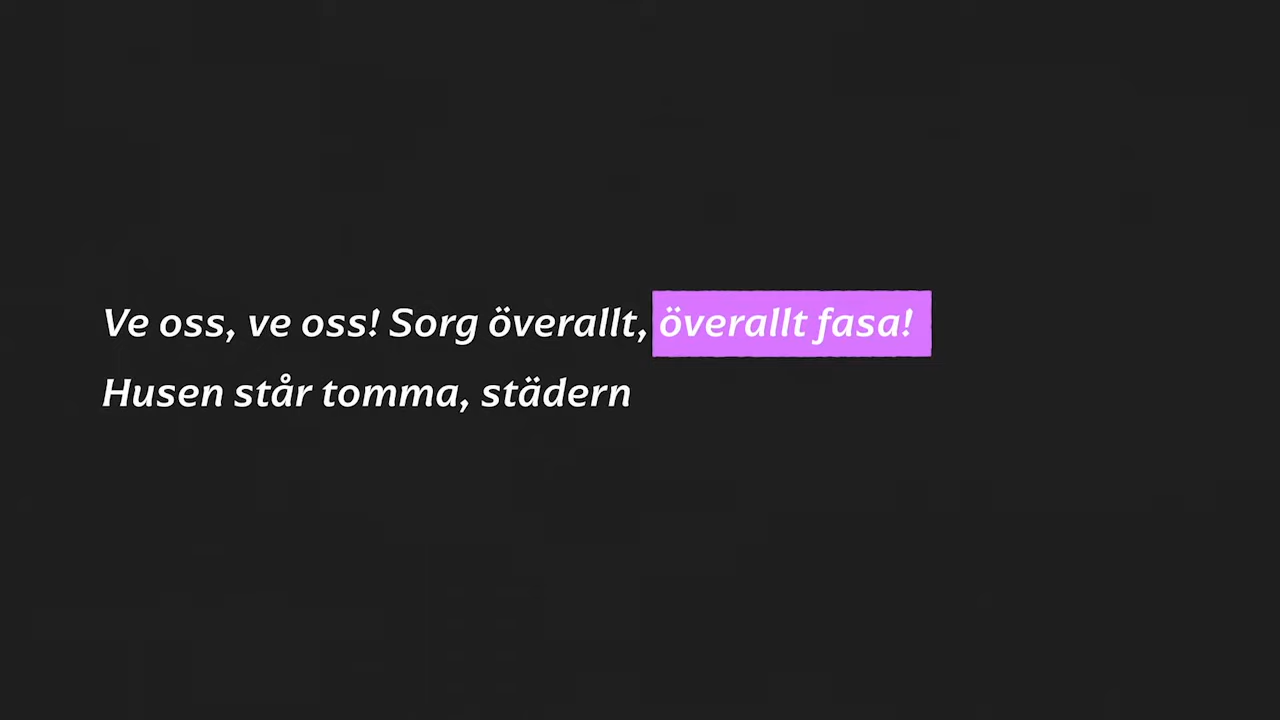 Ve oss, ve oss! Sorg överallt, överallt fasa!
Husen står tomma, städern